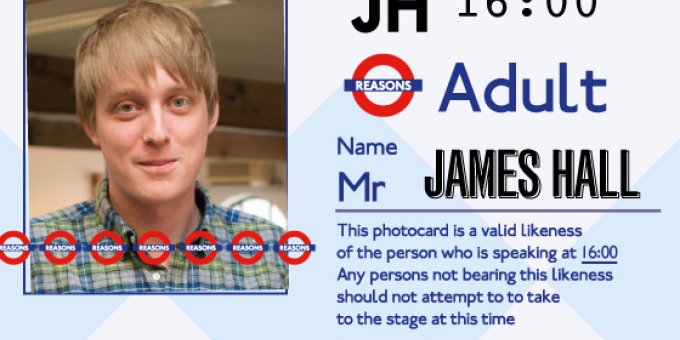 JH 16:00
REASONS Adult
Name
Mr JAMES HALL
This photocard is a valid likeness
of the person who is speaking at 16:00
Any persons not bearing this likeness
should not attempt to to take
to the stage at this time
REASONS REASONS REASONS REASONS REASONS REASONS REASONS